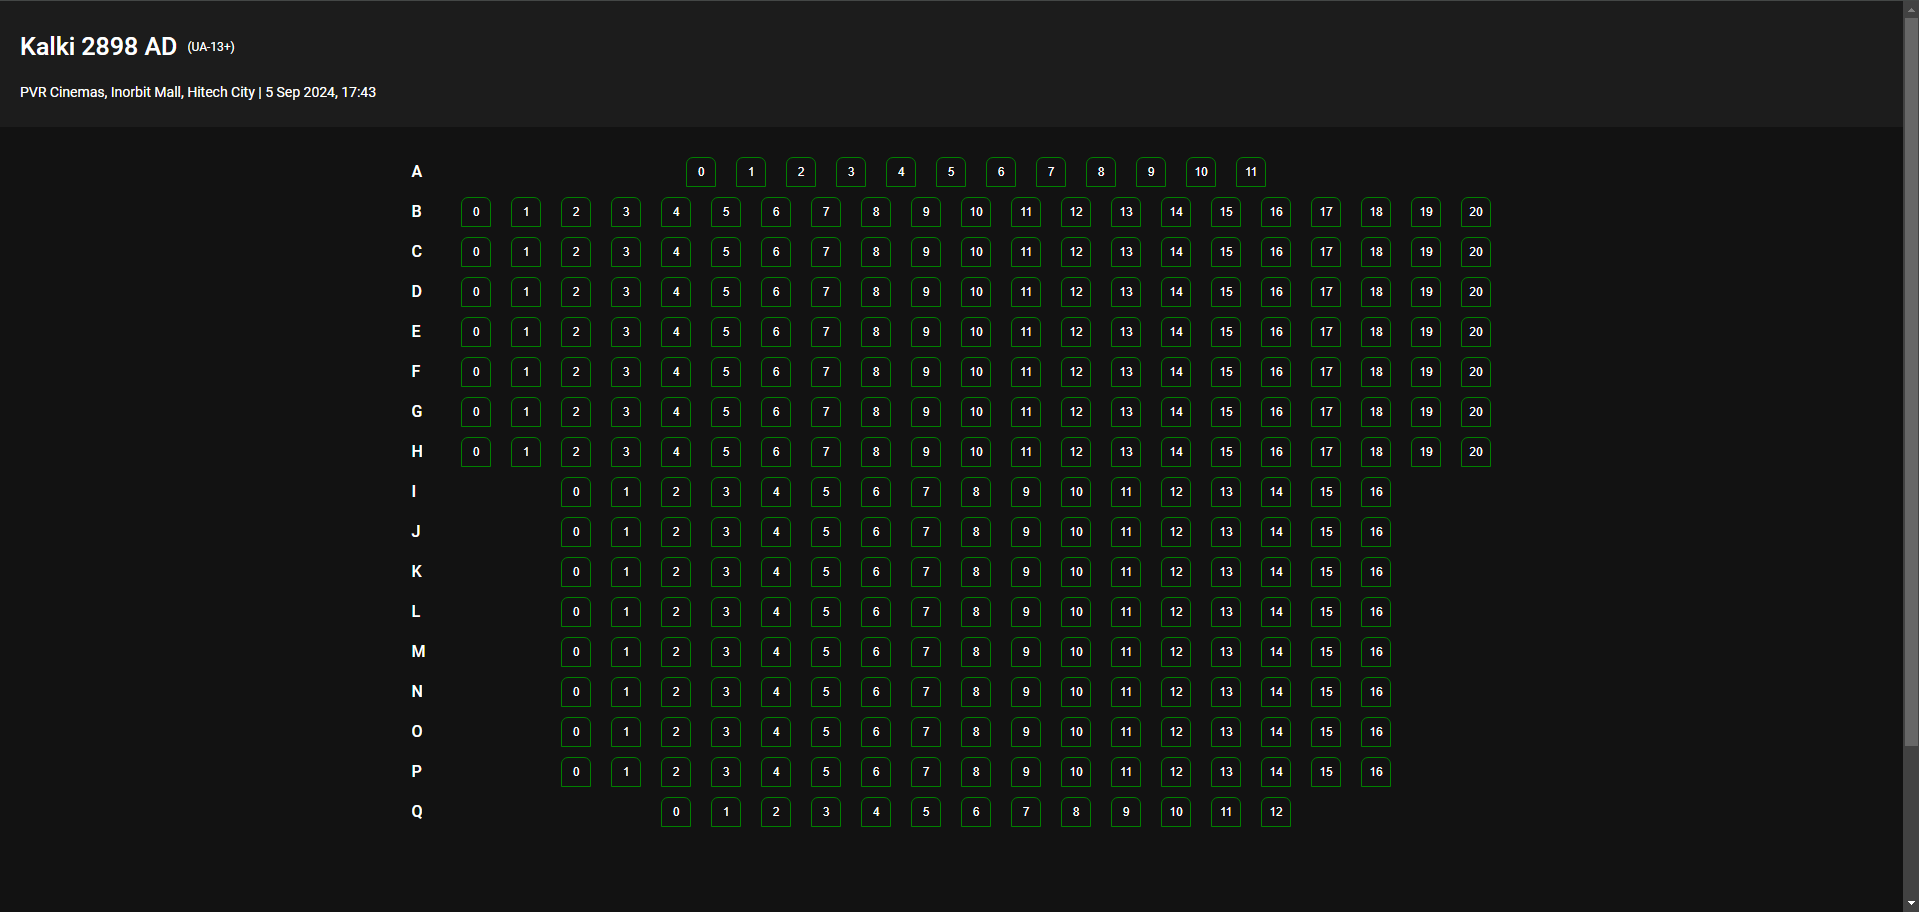 Kalki 2898 AD (UA-13+)
PVR Cinemas, Inorbit Mall, Hitech City | 5 Sep 2024, 17:43
A 0 1 2 3 4 5 6 7 8 9 10 11
B 0 1 2 3 4 5 6 7 8 9 10 11 12 13 14 15 16 17 18 19 20
C 0 1 2 3 4 5 6 7 8 9 10 11 12 13 14 15 16 17 18 19 20
D 0 1 2 3 4 5 6 7 8 9 10 11 12 13 14 15 16 17 18 19 20
E 0 1 2 3 4 5 6 7 8 9 10 11 12 13 14 15 16 17 18 19 20
F 0 1 2 3 4 5 6 7 8 9 10 11 12 13 14 15 16 17 18 19 20
G 0 1 2 3 4 5 6 7 8 9 10 11 12 13 14 15 16 17 18 19 20
H 0 1 2 3 4 5 6 7 8 9 10 11 12 13 14 15 16 17 18 19 20
I 0 1 2 3 4 5 6 7 8 9 10 11 12 13 14 15 16
J 0 1 2 3 4 5 6 7 8 9 10 11 12 13 14 15 16
K 0 1 2 3 4 5 6 7 8 9 10 11 12 13 14 15 16
L 0 1 2 3 4 5 6 7 8 9 10 11 12 13 14 15 16
M 0 1 2 3 4 5 6 7 8 9 10 11 12 13 14 15 16
N 0 1 2 3 4 5 6 7 8 9 10 11 12 13 14 15 16
O 0 1 2 3 4 5 6 7 8 9 10 11 12 13 14 15 16
P 0 1 2 3 4 5 6 7 8 9 10 11 12 13 14 15 16
Q 0 1 2 3 4 5 6 7 8 9 10 11 12